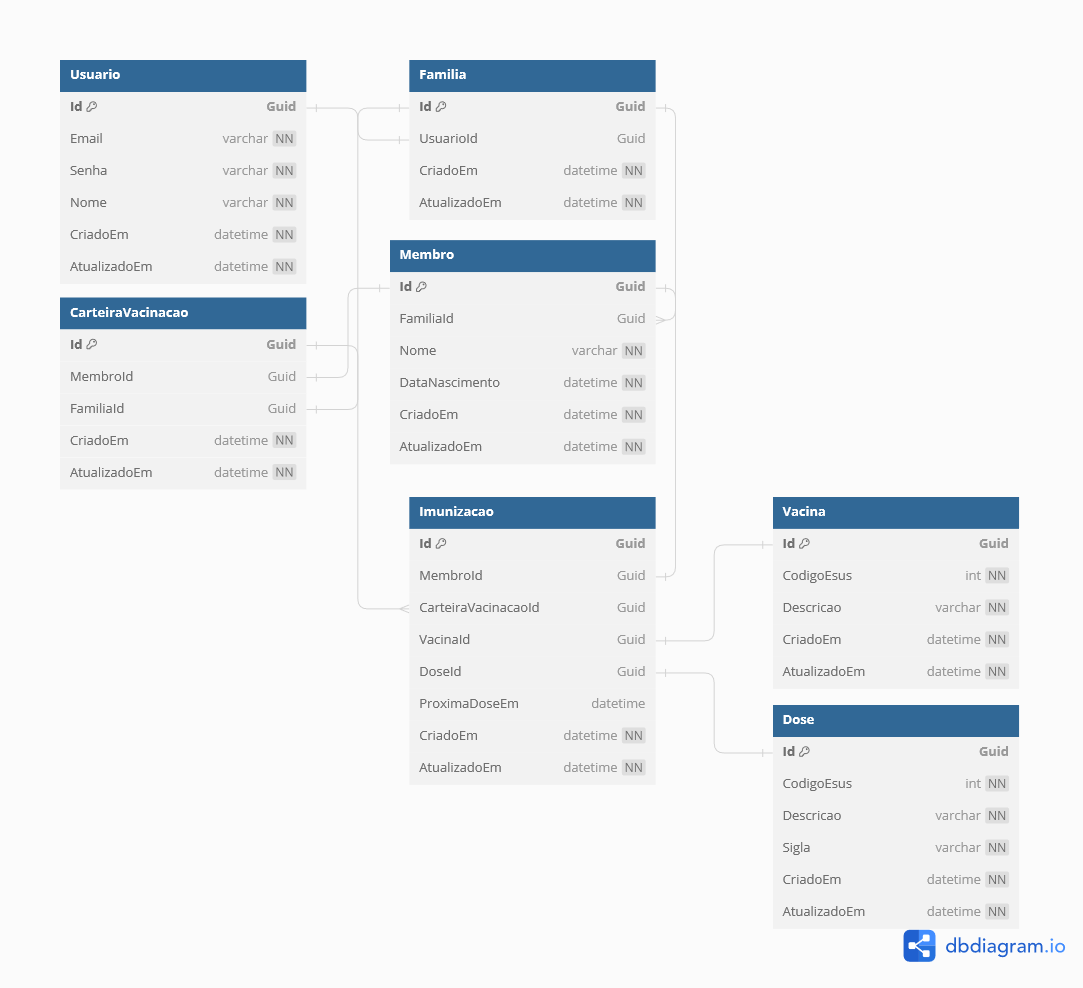 Usuario
Id Guid
Email varchar NN
Senha varchar NN
Nome varchar NN
CriadoEm datetime NN
AtualizadoEm datetime NN
Familia
Id Guid
UsuarioId Guid
CriadoEm datetime NN
AtualizadoEm datetime NN
Membro
Id Guid
FamiliaId Guid
Nome varchar NN
DataNascimento datetime NN
CriadoEm datetime NN
AtualizadoEm datetime NN
CarteiraVacinacao
Id Guid
MembroId Guid
FamiliaId Guid
CriadoEm datetime NN
AtualizadoEm datetime NN
Imunizacao
Id Guid
MembroId Guid
CarteiraVacinacaoId Guid
VacinaId Guid
DoseId Guid
ProximaDoseEm datetime
CriadoEm datetime NN
AtualizadoEm datetime NN
Vacina
Id Guid
CodigoEsus int NN
Descricao varchar NN
CriadoEm datetime NN
AtualizadoEm datetime NN
Dose
Id Guid
CodigoEsus int NN
Descricao varchar NN
Sigla varchar NN
CriadoEm datetime NN
AtualizadoEm datetime NN
dbdiagram.io